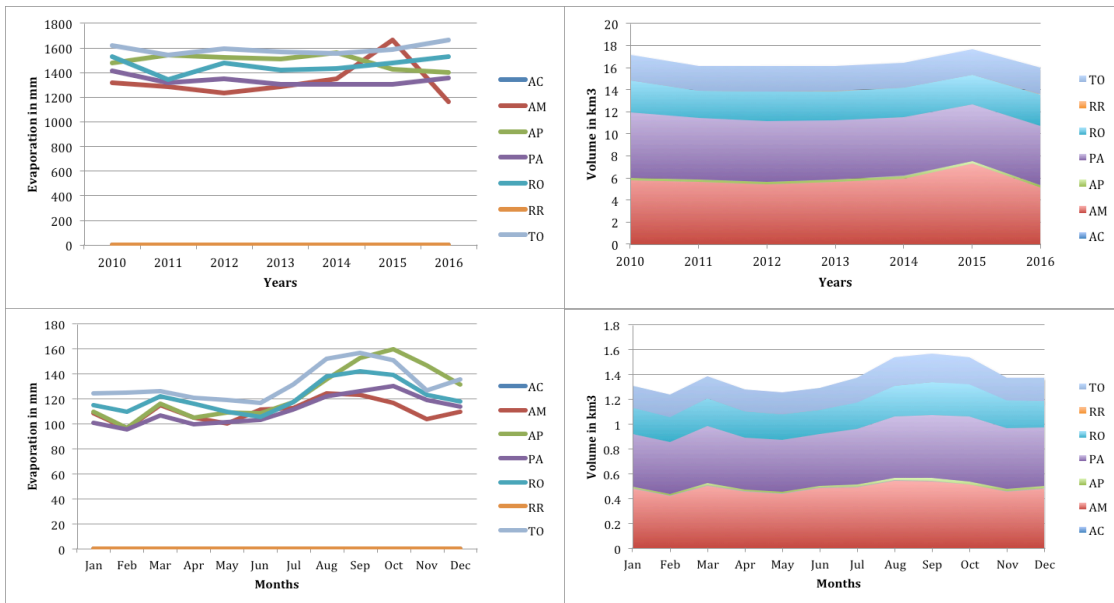 1800
1600
1400
1200
1000
800
600
400
200
0
Evaporation in mm
2010 2011 2012 2013 2014 2015 2016
Years
AC
AM
AP
PA
RO
RR
TO
20
18
16
14
12
10
8
6
4
2
0
Volume in km3
2010 2011 2012 2013 2014 2015 2016
Years
TO
RR
RO
PA
AP
AM
AC
180
160
140
120
100
80
60
40
20
0
Evaporation in mm
Jan Feb Mar Apr May Jun Jul Aug Sep Oct Nov Dec
Months
AC
AM
AP
PA
RO
RR
TO
1.8
1.6
1.4
1.2
1
0.8
0.6
0.4
0.2
0
Volume in km3
Jan Feb Mar Apr May Jun Jul Aug Sep Oct Nov Dec
Months
TO
RR
RO
PA
AP
AM
AC